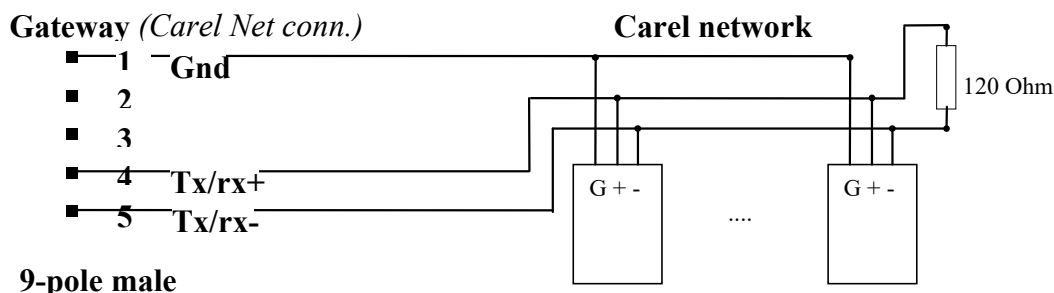 Gateway (Carel Net conn.) Carel network
1 Gnd
2
3
4 Tx/rx+
5 Tx/rx-
120 Ohm
G + - .... G + -
9-pole male